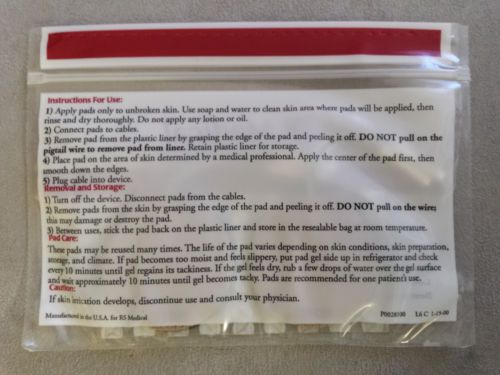 Instructions For Use:
1) Apply pads only to unbroken skin. Use soap and water to clean skin area where pads will be applied, then
rinse and dry thoroughly. Do not apply any lotion or oil.
2) Connect pads to cables.
3) Remove pad from the plastic liner by grasping the edge of the pad and peeling it off. DO NOT pull on the
pigtail wire to remove pad from liner. Retain plastic liner for storage.
4) Place pad on the area of skin determined by a medical professional. Apply the center of the pad first, then
smooth down the edges.
5) Plug cable into device.
Removal and Storage:
1) Turn off the device. Disconnect pads from the cables.
2) Remove pads from the skin by grasping the edge of the pad and peeling it off. DO NOT pull on the wire;
this may damage or destroy the pad.
3) Between uses, stick the pad back on the plastic liner and store in the resealable bag at room temperature.
Pad Care:
These pads may be reused many times. The life of the pad varies depending on skin conditions, skin preparation,
storage, and climate. If pad becomes too moist and feels slippery, put pad gel side up in refrigerator and check
every 10 minutes until gel regains its tackiness. If the gel feels dry, rub a few drops of water over the gel surface
and wait approximately 10 minutes until gel becomes tacky. Pads are recommended for one patient's use.
Caution:
If skin irritation develops, discontinue use and consult your physician.
Manufactured in the U.S.A. for RS Medical P0028100 L6 C 1-15-00